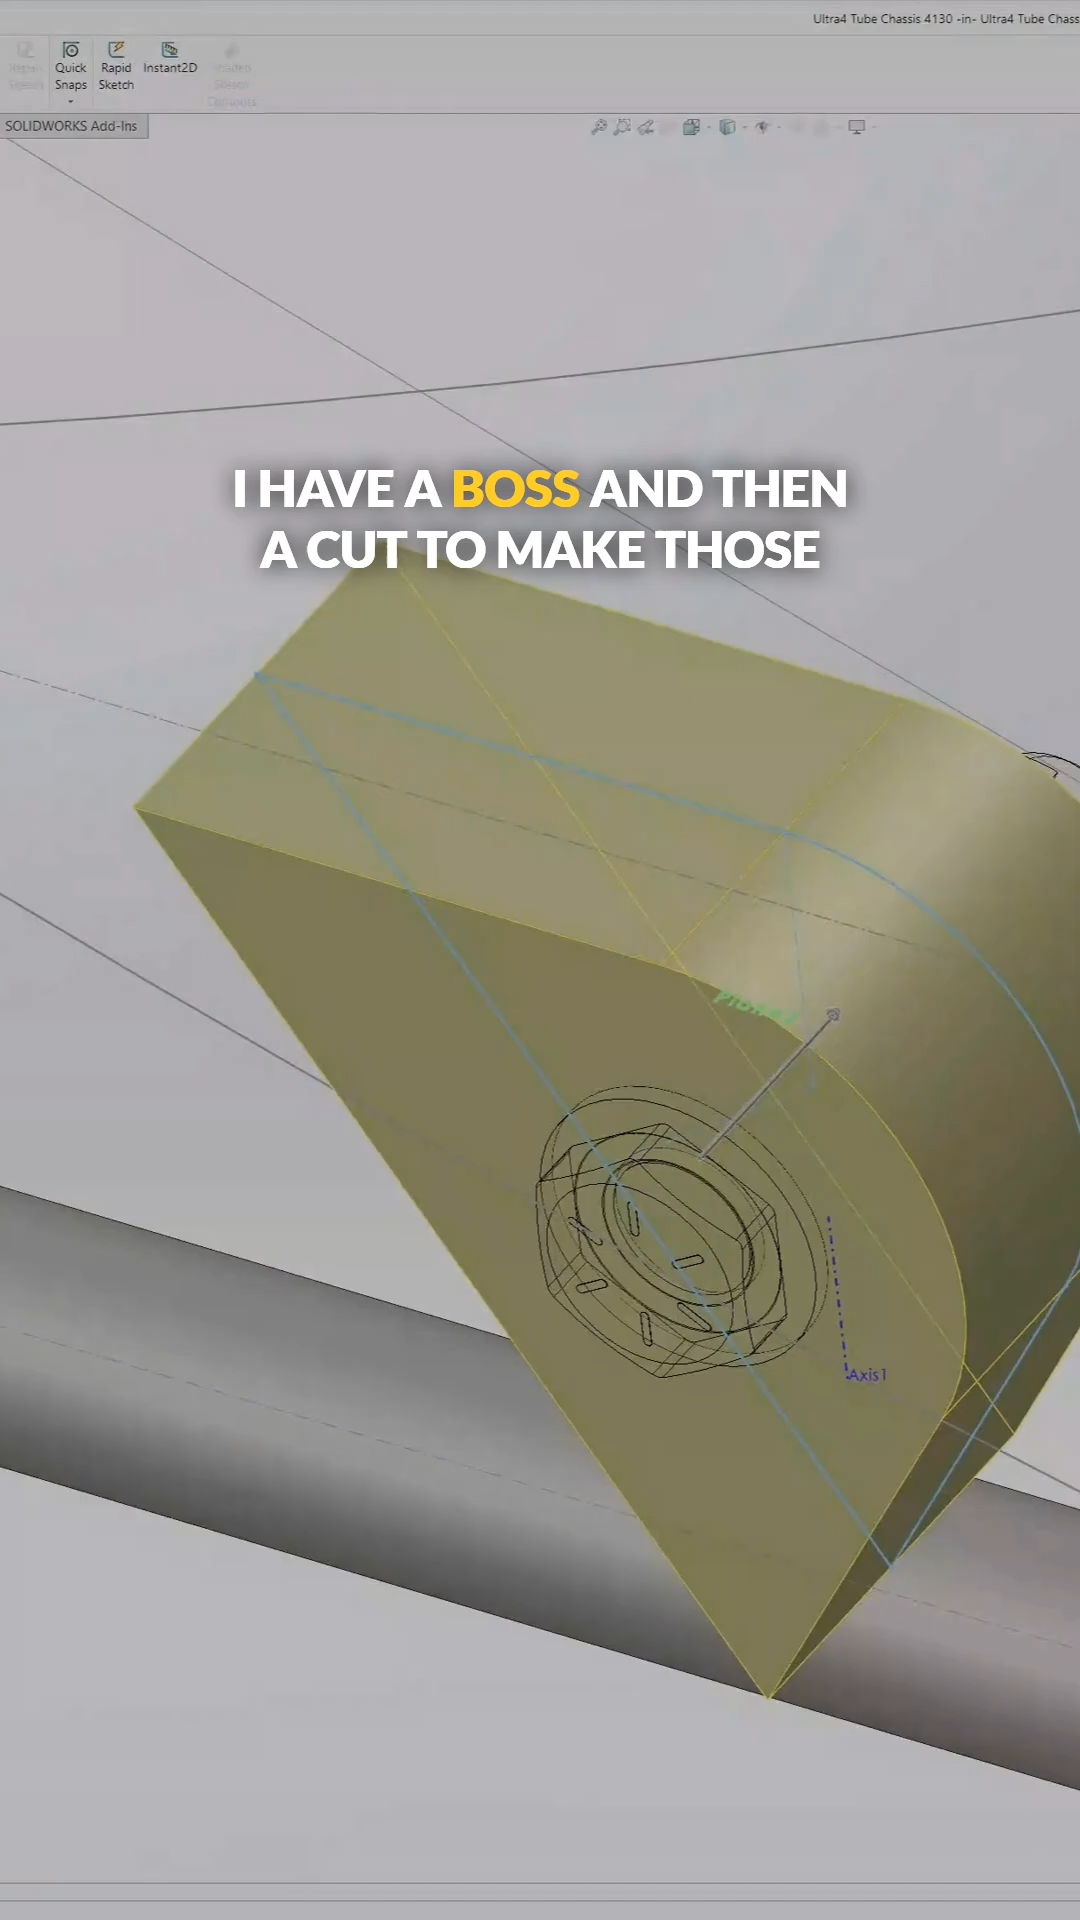 Ultra4 Tube Chassis 4130 -in- Ultra4 Tube Chass
Quick Snaps
Rapid Sketch
Instant2D
SOLIDWORKS Add-Ins
I HAVE A BOSS AND THEN
A CUT TO MAKE THOSE
Axis1